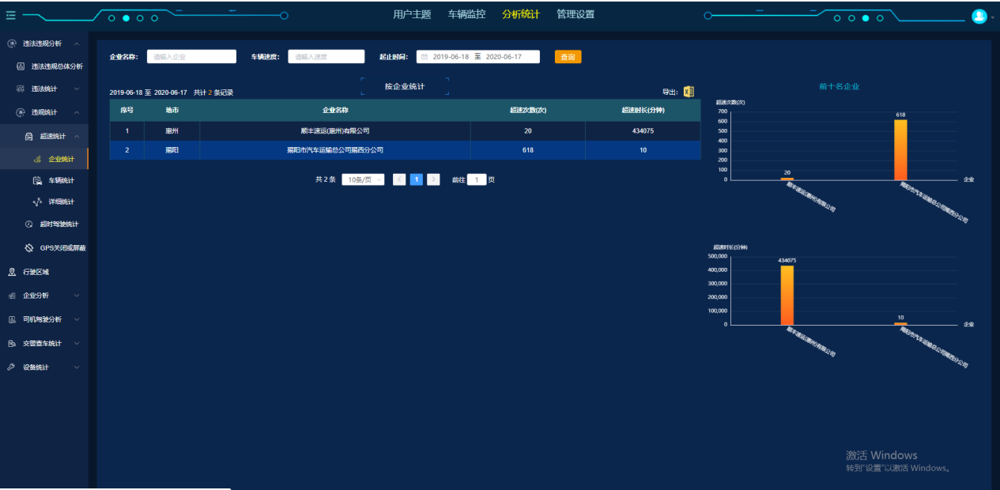 用户主题 车辆监控 分析统计 管理设置
违法违规分析
违法违规总体分析
违法统计
违规统计
超速统计
企业统计
车辆统计
详细统计
超时驾驶统计
GPS关闭或屏蔽
行驶区域
企业分析
司机驾驶分析
交警查车统计
设备统计
企业名称: 请输入企业 车辆速度: 请输入速度 起止时间: 2019-06-18 至 2020-06-17 查询
按企业统计
2019-06-18 至 2020-06-17 共计 2 条记录 导出:
序号 地市 企业名称 超速次数(次) 超速时长(分钟)
1 惠州 顺丰速运(惠州)有限公司 20 434075
2 揭阳 揭阳市汽车运输总公司揭西分公司 618 10
共 2 条 10条/页 < 1 > 前往 1 页
前十名企业
超速次数(次)
700
600
500
400
300
200
100
0
20
618
企业
顺丰速运(惠州)有限公司
揭阳市汽车运输总公司揭西分公司
超速时长(分钟)
500,000
400,000
300,000
200,000
100,000
0
434075
10
企业
顺丰速运(惠州)有限公司
揭阳市汽车运输总公司揭西分公司
激活 Windows
转到"设置"以激活 Windows。